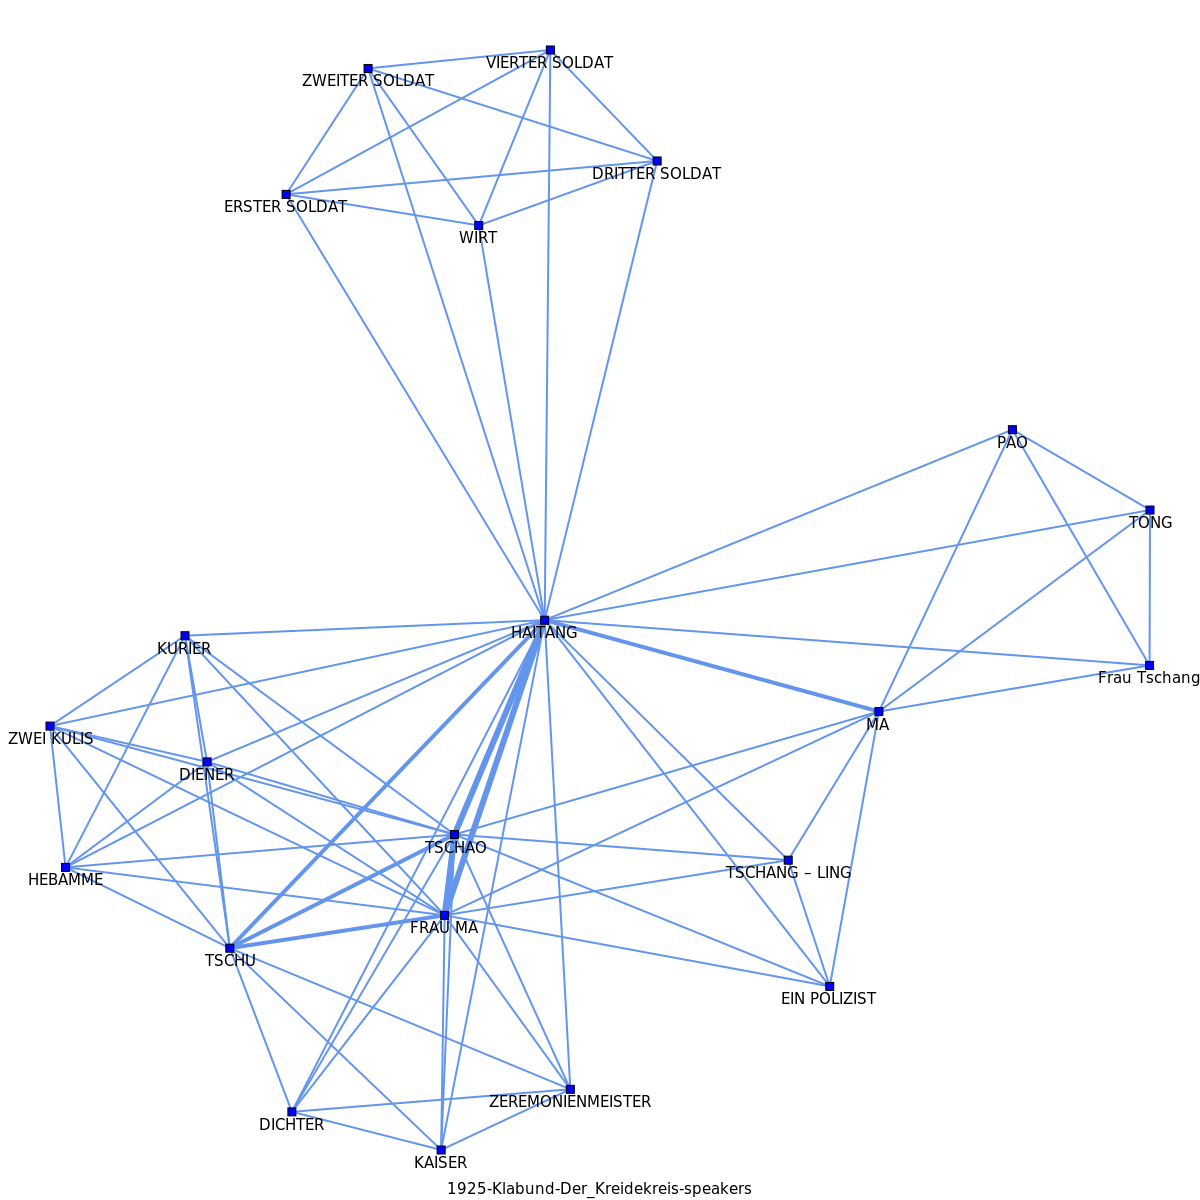 VIERTER SOLDAT
ZWEITER SOLDAT
DRITTER SOLDAT
ERSTER SOLDAT
WIRT
PAO
TONG
HAITANG
KURIER
Frau Tschang
MA
ZWEI KULIS
DIENER
TSCHAO
TSCHANG – LING
HEBAMME
FRAU MA
TSCHU
EIN POLIZIST
ZEREMONIENMEISTER
DICHTER
KAISER
1925-Klabund-Der_Kreidekreis-speakers